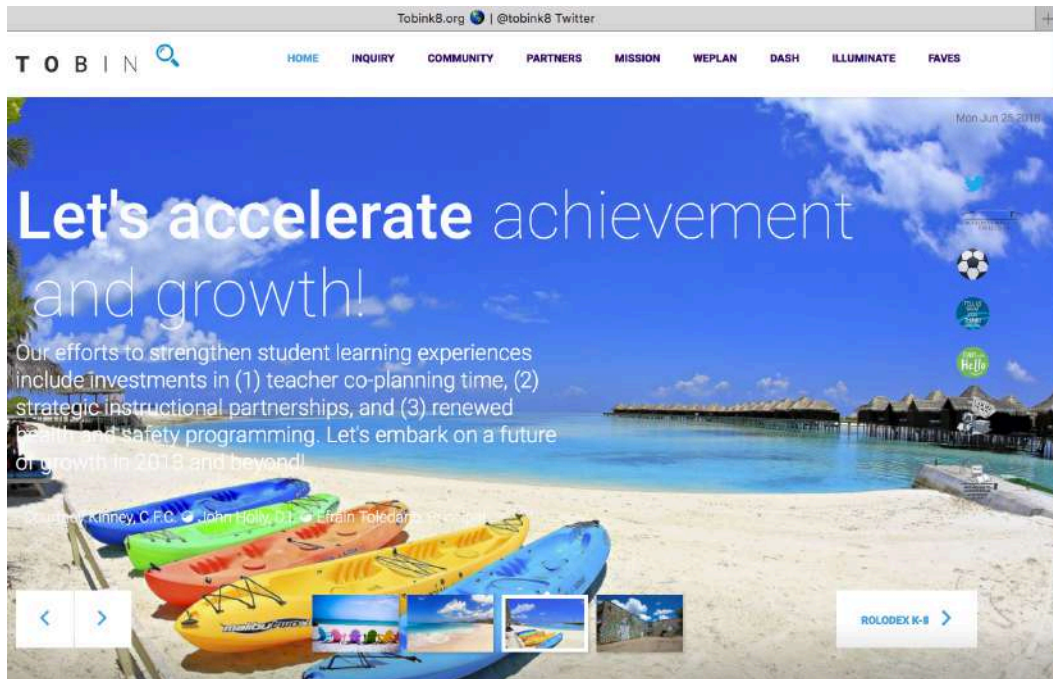 Tobink8.org 🌎 | @tobink8 Twitter
TOBIN
HOME INQUIRY COMMUNITY PARTNERS MISSION WEPLAN DASH ILLUMINATE FAVES
Mon Jun 25 2018
Let's accelerate achievement
and growth!
Our efforts to strengthen student learning experiences
include investments in (1) teacher co-planning time, (2)
strategic instructional partnerships, and (3) renewed
health and safety programming. Let's embark on a future
of growth in 2018 and beyond!
Kinney, C.F.C. John Holly, D.I. Efrain Toledano
Hello
malibu
ROLODEX K-8